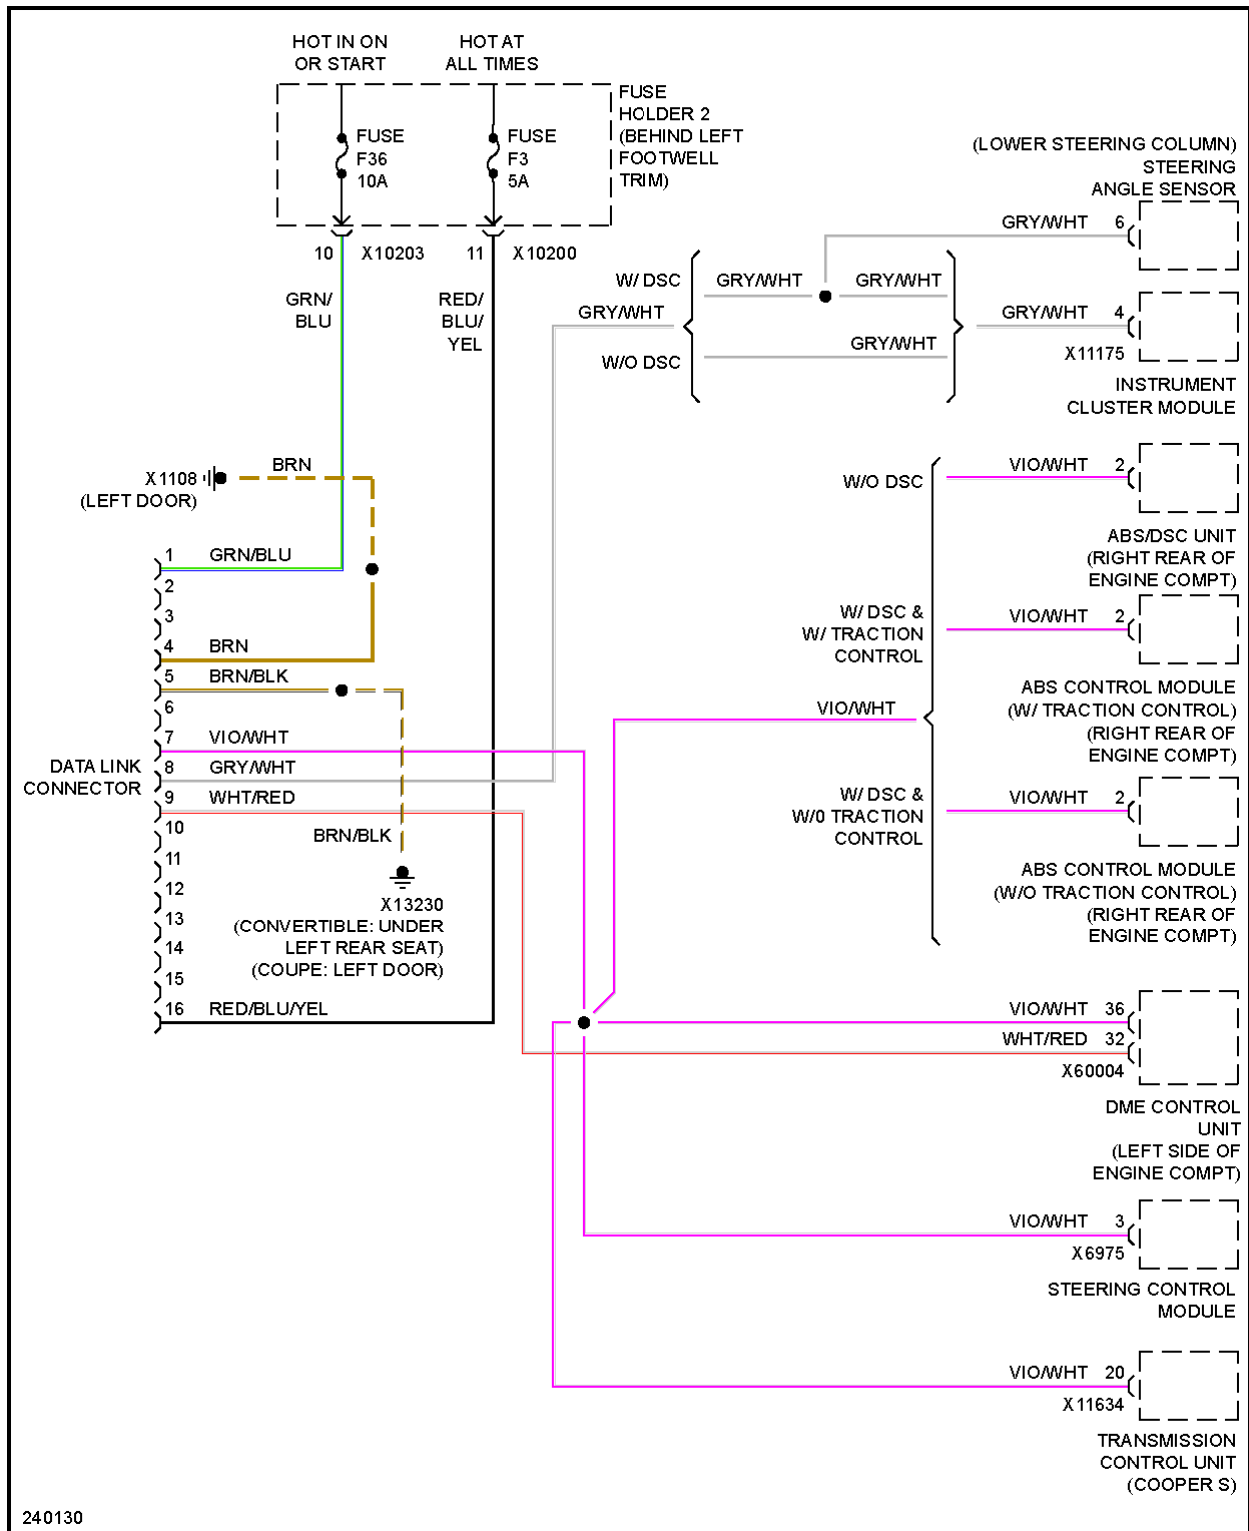 HOT IN ON
OR START
HOT AT
ALL TIMES
FUSE
F36
10A
FUSE
F3
5A
FUSE
HOLDER 2
(BEHIND LEFT
FOOTWELL
TRIM)
10
X10203
11
X10200
GRN/
BLU
RED/
BLU/
YEL
(LOWER STEERING COLUMN)
STEERING
ANGLE SENSOR
GRY/WHT 6
W/ DSC
GRY/WHT
GRY/WHT
GRY/WHT
GRY/WHT 4
X11175
W/O DSC
GRY/WHT
INSTRUMENT
CLUSTER MODULE
X1108
(LEFT DOOR)
BRN
W/O DSC
VIO/WHT 2
ABS/DSC UNIT
(RIGHT REAR OF
ENGINE COMPT)
W/ DSC &
W/ TRACTION
CONTROL
VIO/WHT 2
ABS CONTROL MODULE
(W/ TRACTION CONTROL)
(RIGHT REAR OF
ENGINE COMPT)
VIO/WHT
W/ DSC &
W/0 TRACTION
CONTROL
VIO/WHT 2
ABS CONTROL MODULE
(W/O TRACTION CONTROL)
(RIGHT REAR OF
ENGINE COMPT)
DATA LINK
CONNECTOR
1 GRN/BLU
2
3
4 BRN
5 BRN/BLK
6
7 VIO/WHT
8 GRY/WHT
9 WHT/RED
10
11
12
13
14
15
16 RED/BLU/YEL
BRN/BLK
X13230
(CONVERTIBLE: UNDER
LEFT REAR SEAT)
(COUPE: LEFT DOOR)
VIO/WHT 36
WHT/RED 32
X60004
DME CONTROL
UNIT
(LEFT SIDE OF
ENGINE COMPT)
VIO/WHT 3
X6975
STEERING CONTROL
MODULE
VIO/WHT 20
X11634
TRANSMISSION
CONTROL UNIT
(COOPER S)
240130